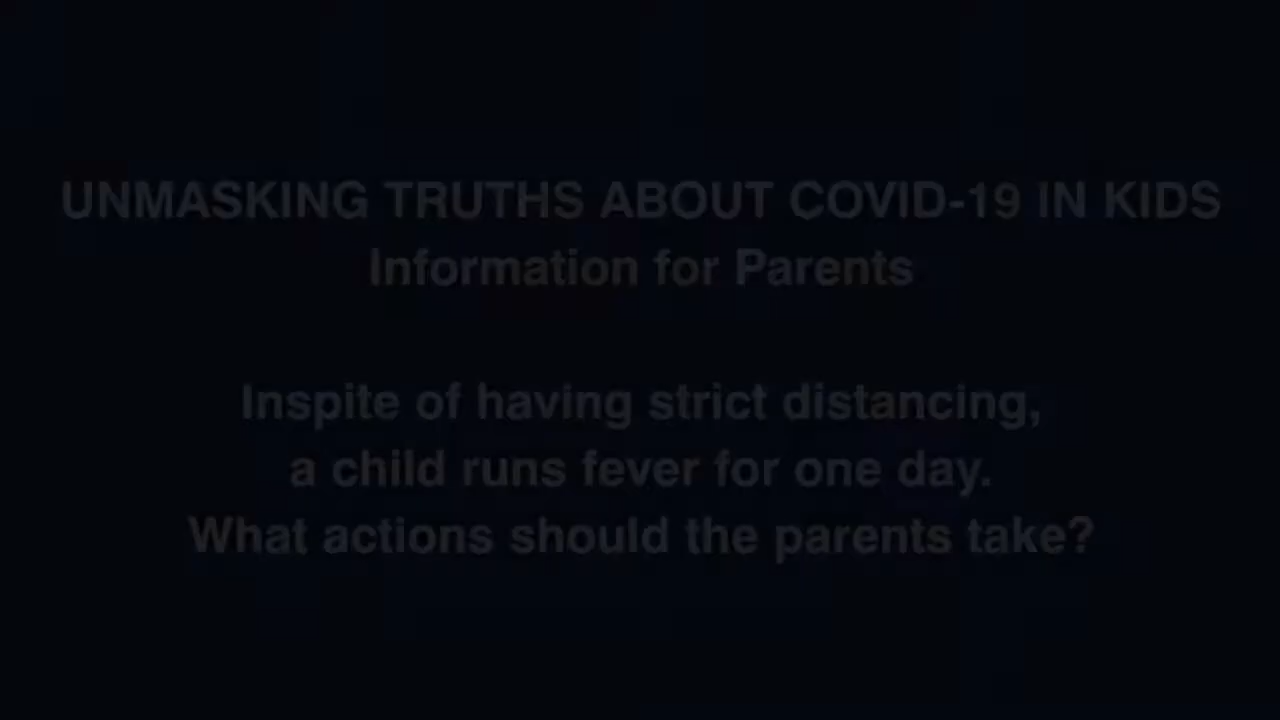 UNMASKING TRUTHS ABOUT COVID-19 IN KIDS
Information for Parents
Inspite of having strict distancing,
a child runs fever for one day.
What actions should the parents take?